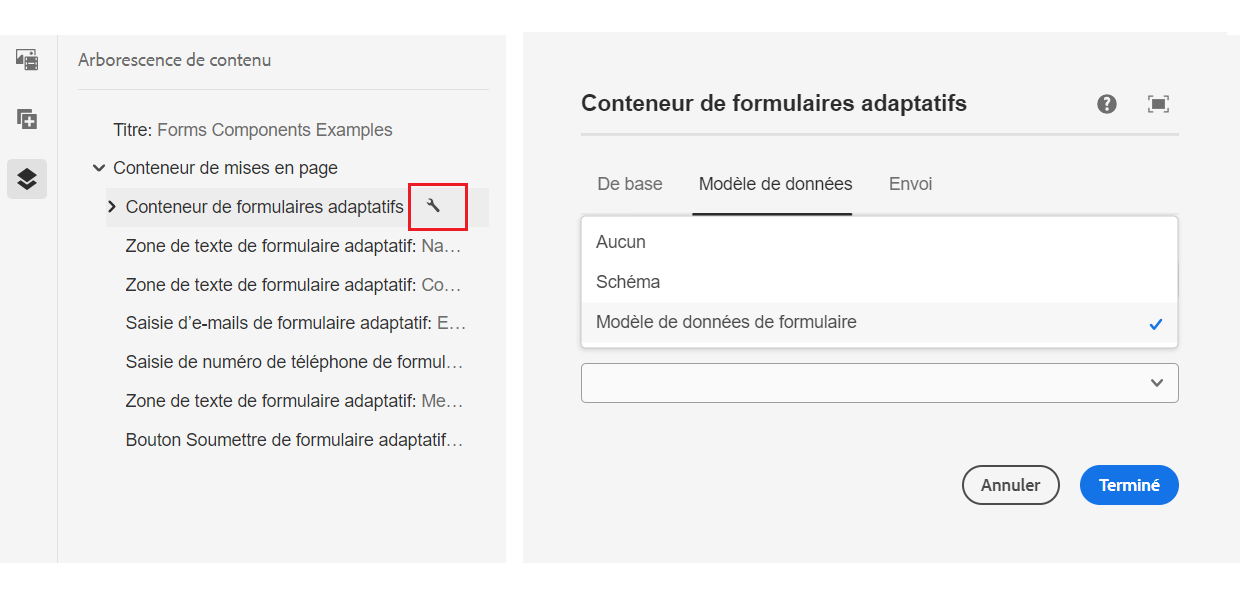 Arborescence de contenu
Titre: Forms Components Examples
Conteneur de mises en page
Conteneur de formulaires adaptatifs
Zone de texte de formulaire adaptatif: Na…
Zone de texte de formulaire adaptatif: Co…
Saisie d’e-mails de formulaire adaptatif: E…
Saisie de numéro de téléphone de formul…
Zone de texte de formulaire adaptatif: Me…
Bouton Soumettre de formulaire adaptatif…
Conteneur de formulaires adaptatifs
De base Modèle de données Envoi
Aucun
Schéma
Modèle de données de formulaire
Annuler Terminé